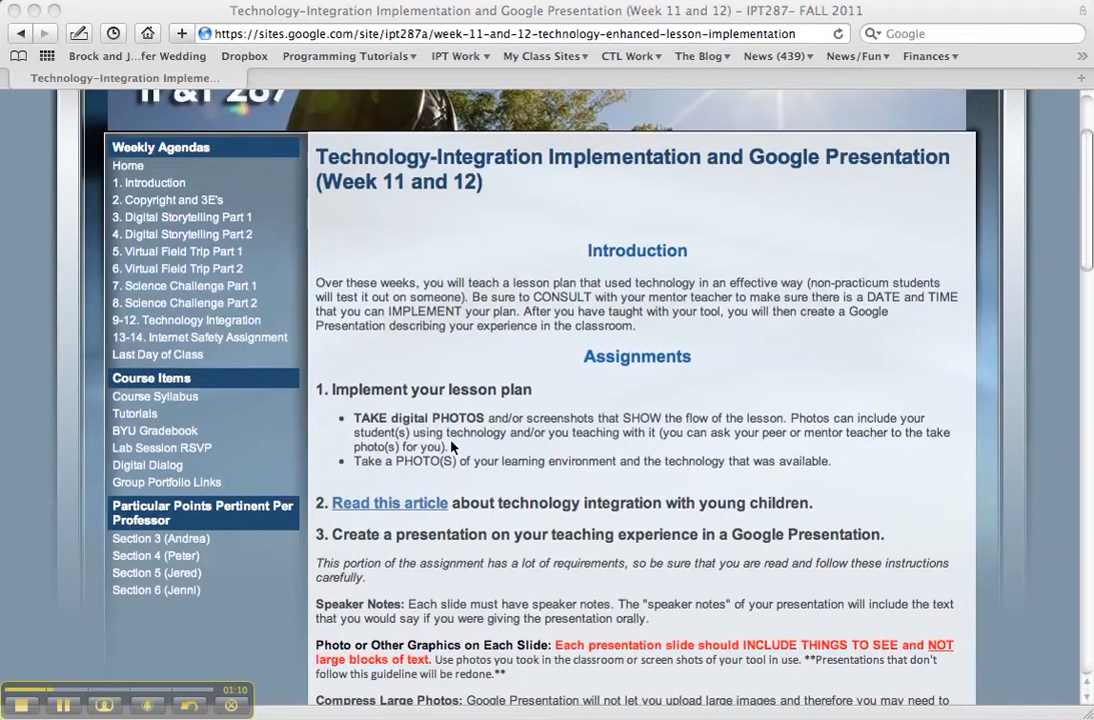 Technology-Integration Implementation and Google Presentation (Week 11 and 12) – IPT287- FALL 2011
https://sites.google.com/site/ipt287a/week-11-and-12-technology-enhanced-lesson-implementation
Google
Brock and J...fer Wedding Dropbox Programming Tutorials IPT Work My Class Sites CTL Work The Blog News (439) News/Fun Finances
Technology-Integration Impleme...
IP&T 287
Weekly Agendas
Home
1. Introduction
2. Copyright and 3E's
3. Digital Storytelling Part 1
4. Digital Storytelling Part 2
5. Virtual Field Trip Part 1
6. Virtual Field Trip Part 2
7. Science Challenge Part 1
8. Science Challenge Part 2
9-12. Technology Integration
13-14. Internet Safety Assignment
Last Day of Class
Course Items
Course Syllabus
Tutorials
BYU Gradebook
Lab Session RSVP
Digital Dialog
Group Portfolio Links
Particular Points Pertinent Per
Professor
Section 3 (Andrea)
Section 4 (Peter)
Section 5 (Jered)
Section 6 (Jenni)
Technology-Integration Implementation and Google Presentation
(Week 11 and 12)
Introduction
Over these weeks, you will teach a lesson plan that used technology in an effective way (non-practicum students
will test it out on someone). Be sure to CONSULT with your mentor teacher to make sure there is a DATE and TIME
that you can IMPLEMENT your plan. After you have taught with your tool, you will then create a Google
Presentation describing your experience in the classroom.
Assignments
1. Implement your lesson plan
• TAKE digital PHOTOS and/or screenshots that SHOW the flow of the lesson. Photos can include your
student(s) using technology and/or you teaching with it (you can ask your peer or mentor teacher to the take
photo(s) for you).
• Take a PHOTO(S) of your learning environment and the technology that was available.
2. Read this article about technology integration with young children.
3. Create a presentation on your teaching experience in a Google Presentation.
This portion of the assignment has a lot of requirements, so be sure that you are read and follow these instructions
carefully.
Speaker Notes: Each slide must have speaker notes. The "speaker notes" of your presentation will include the text
that you would say if you were giving the presentation orally.
Photo or Other Graphics on Each Slide: Each presentation slide should INCLUDE THINGS TO SEE and NOT
large blocks of text. Use photos you took in the classroom or screen shots of your tool in use. **Presentations that don't
follow this guideline will be redone.**
Compress Large Photos: Google Presentation will not let you upload large images and therefore you may need to
01:10